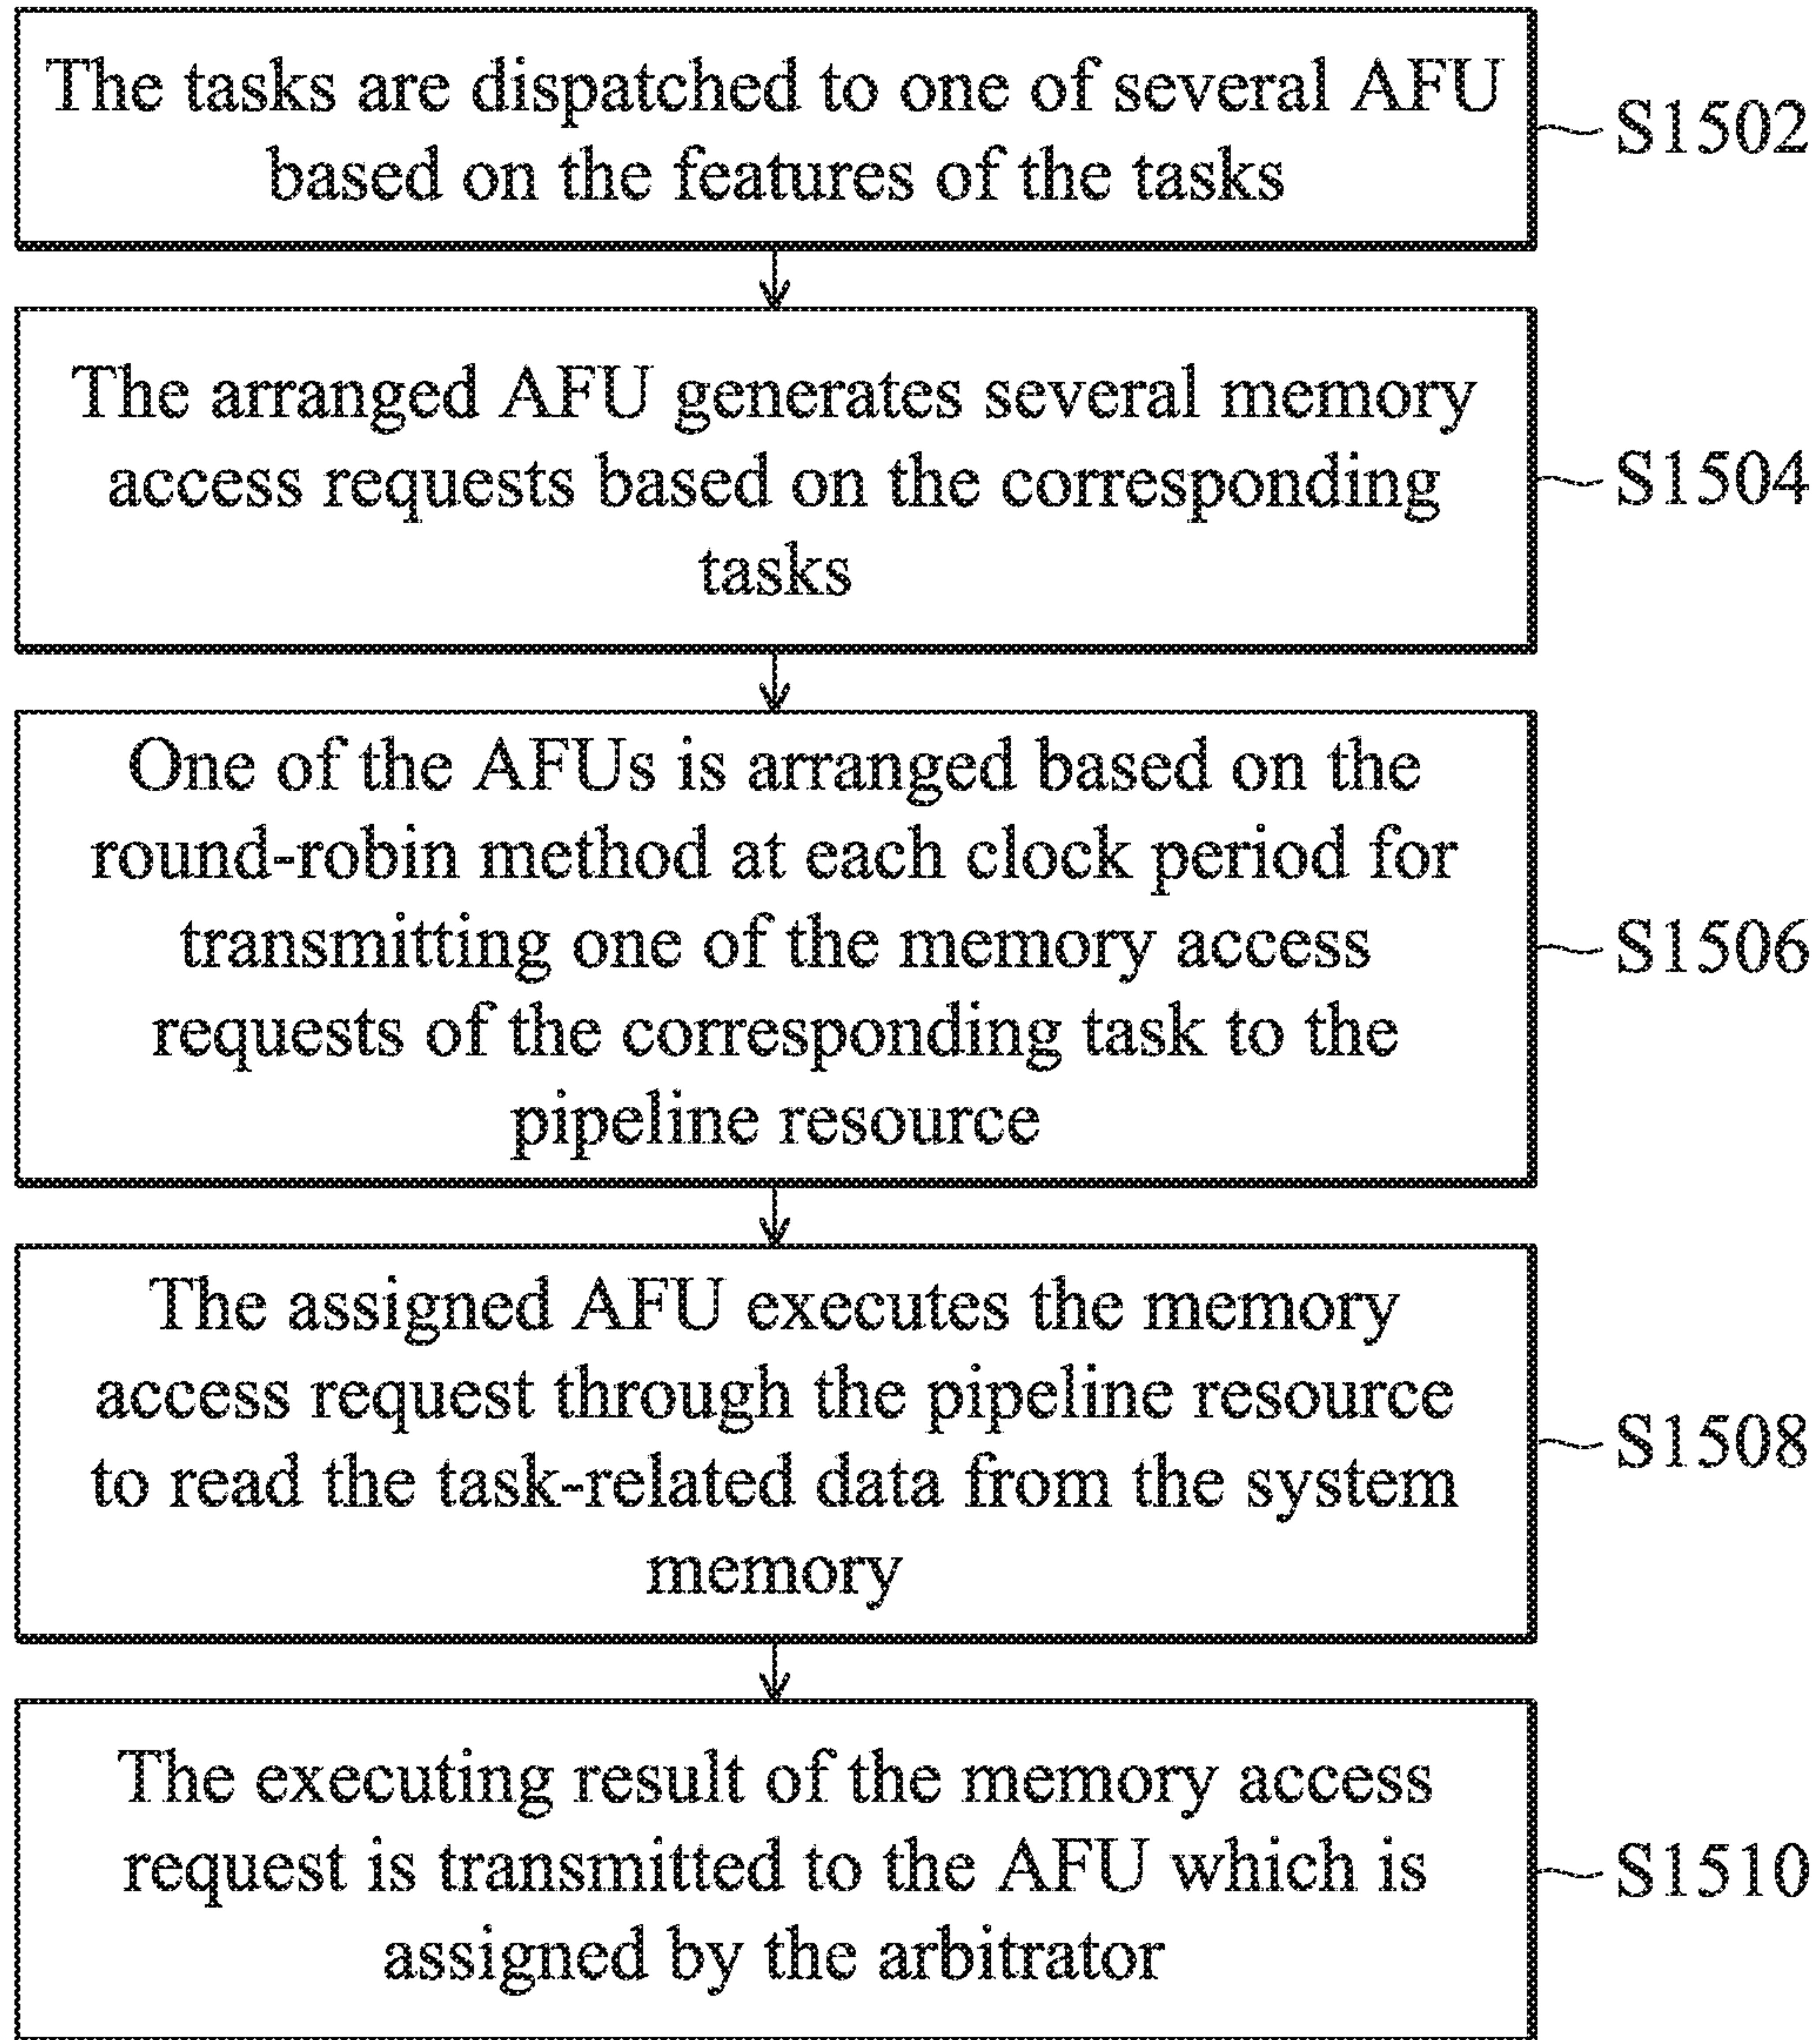 The tasks are dispatched to one of several AFU
based on the features of the tasks
S1502
The arranged AFU generates several memory
access requests based on the corresponding
tasks
S1504
One of the AFUs is arranged based on the
round-robin method at each clock period for
transmitting one of the memory access
requests of the corresponding task to the
pipeline resource
S1506
The assigned AFU executes the memory
access request through the pipeline resource
to read the task-related data from the system
memory
S1508
The executing result of the memory access
request is transmitted to the AFU which is
assigned by the arbitrator
S1510